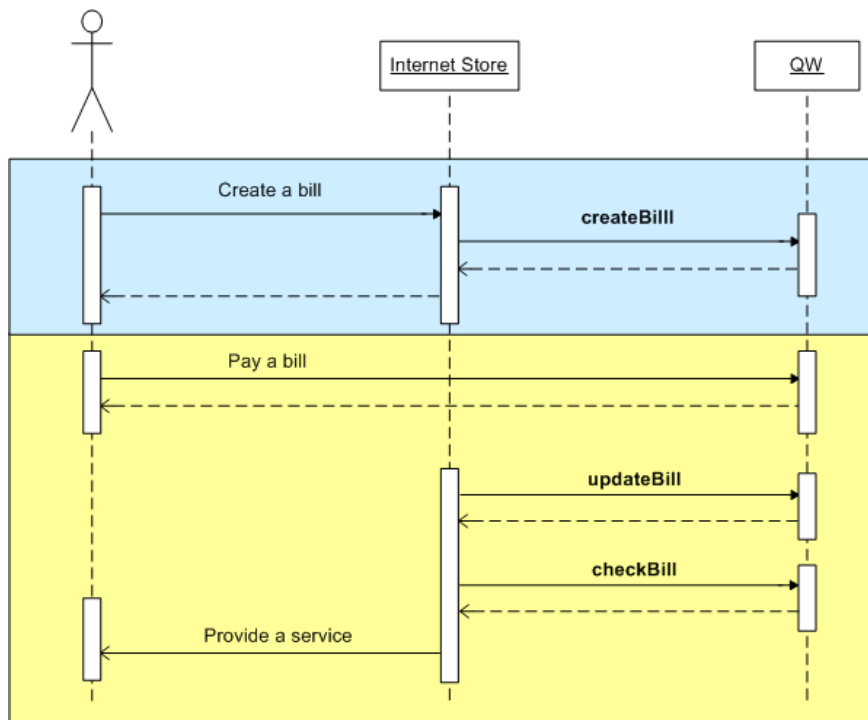 Internet Store
QW
Create a bill
createBilll
Pay a bill
updateBill
checkBill
Provide a service